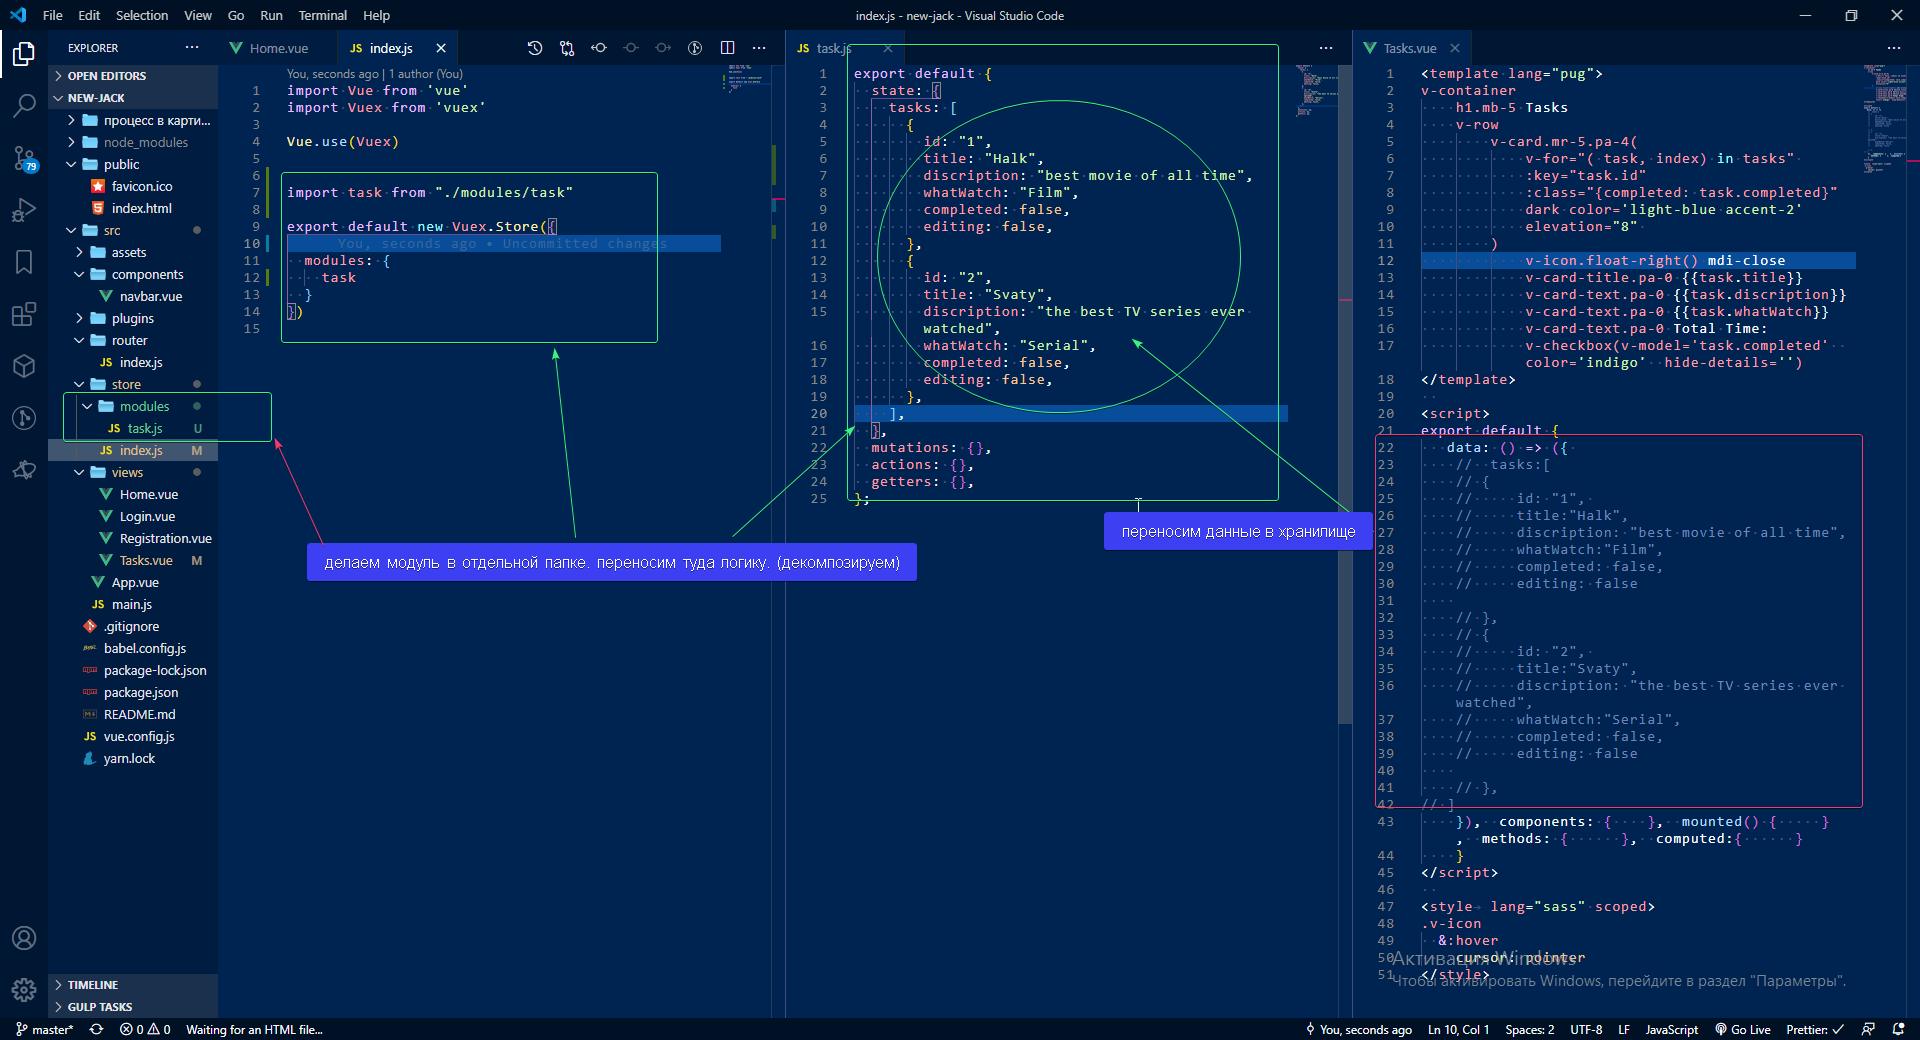 File Edit Selection View Go Run Terminal Help
index.js - new-jack - Visual Studio Code
EXPLORER
OPEN EDITORS
NEW-JACK
процесс в карти...
node_modules
public
favicon.ico
index.html
src
assets
components
navbar.vue
plugins
router
JS index.js
store
modules
JS task.js U
JS index.js M
views
Home.vue
Login.vue
Registration.vue
Tasks.vue M
App.vue
JS main.js
.gitignore
babel.config.js
package-lock.json
package.json
README.md
JS vue.config.js
yarn.lock
TIMELINE
GULP TASKS
79
Home.vue
JS index.js
You, seconds ago | 1 author (You)
1 import Vue from 'vue'
2 import Vuex from 'vuex'
3
4 Vue.use(Vuex)
5
6
7 import task from "./modules/task"
8
9 export default new Vuex.Store({
10 You, seconds ago • Uncommitted changes
11 modules: {
12 task
13 }
14 })
15
делаем модуль в отдельной папке. переносим туда логику. (декомпозируем)
JS task.js
1 export default {
2 state: {
3 tasks: [
4 {
5 id: "1",
6 title: "Halk",
7 discription: "best movie of all time",
8 whatWatch: "Film",
9 completed: false,
10 editing: false,
11 },
12 {
13 id: "2",
14 title: "Svaty",
15 discription: "the best TV series ever
watched",
16 whatWatch: "Serial",
17 completed: false,
18 editing: false,
19 },
20 ],
21 },
22 mutations: {},
23 actions: {},
24 getters: {},
25 };
переносим данные в хранилище
Tasks.vue
1 <template lang="pug">
2 v-container
3 h1.mb-5 Tasks
4 v-row
5 v-card.mr-5.pa-4(
6 v-for="( task, index) in tasks"
7 :key="task.id"
8 :class="{completed: task.completed}"
9 dark color='light-blue accent-2'
10 elevation="8"
11 )
12 v-icon.float-right() mdi-close
13 v-card-title.pa-0 {{task.title}}
14 v-card-text.pa-0 {{task.discription}}
15 v-card-text.pa-0 {{task.whatWatch}}
16 v-card-text.pa-0 Total Time:
17 v-checkbox(v-model='task.completed'
color='indigo' hide-details='')
18 </template>
19
20 <script>
21 export default {
22 data: () => ({
23 // tasks:[
24 // {
25 // id: "1",
26 // title:"Halk",
27 // discription: "best movie of all time",
28 // whatWatch:"Film",
29 // completed: false,
30 // editing: false
31
32 // },
33 // {
34 // id: "2",
35 // title:"Svaty",
36 // discription: "the best TV series ever
watched",
37 // whatWatch:"Serial",
38 // completed: false,
39 // editing: false
40
41 // },
42 // ]
43 }), components: { }, mounted() { }
, methods: { }, computed:{ }
44 }
45 </script>
46
47 <style lang="sass" scoped>
48 .v-icon
49 &:hover
50 cursor: pointer
51 </style>
Активация Windows
Чтобы активировать Windows, перейдите в раздел "Параметры".
master* 0 0 Waiting for an HTML file...
You, seconds ago Ln 10, Col 1 Spaces: 2 UTF-8 LF JavaScript Go Live Prettier: ✓